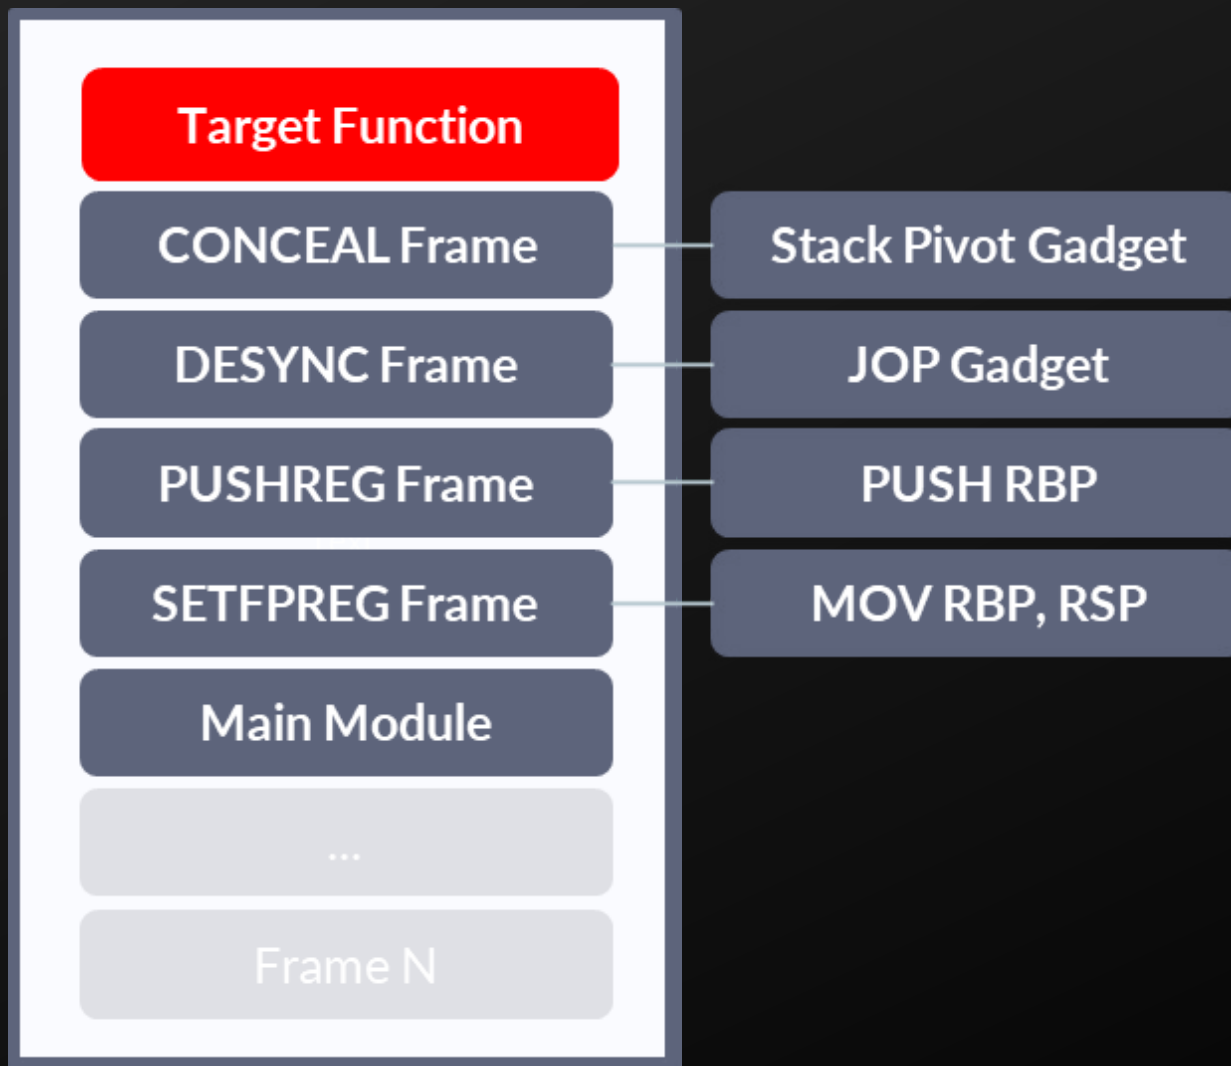 Target Function
CONCEAL Frame
Stack Pivot Gadget
DESYNC Frame
JOP Gadget
PUSHREG Frame
PUSH RBP
SETFPREG Frame
MOV RBP, RSP
Main Module
...
Frame N